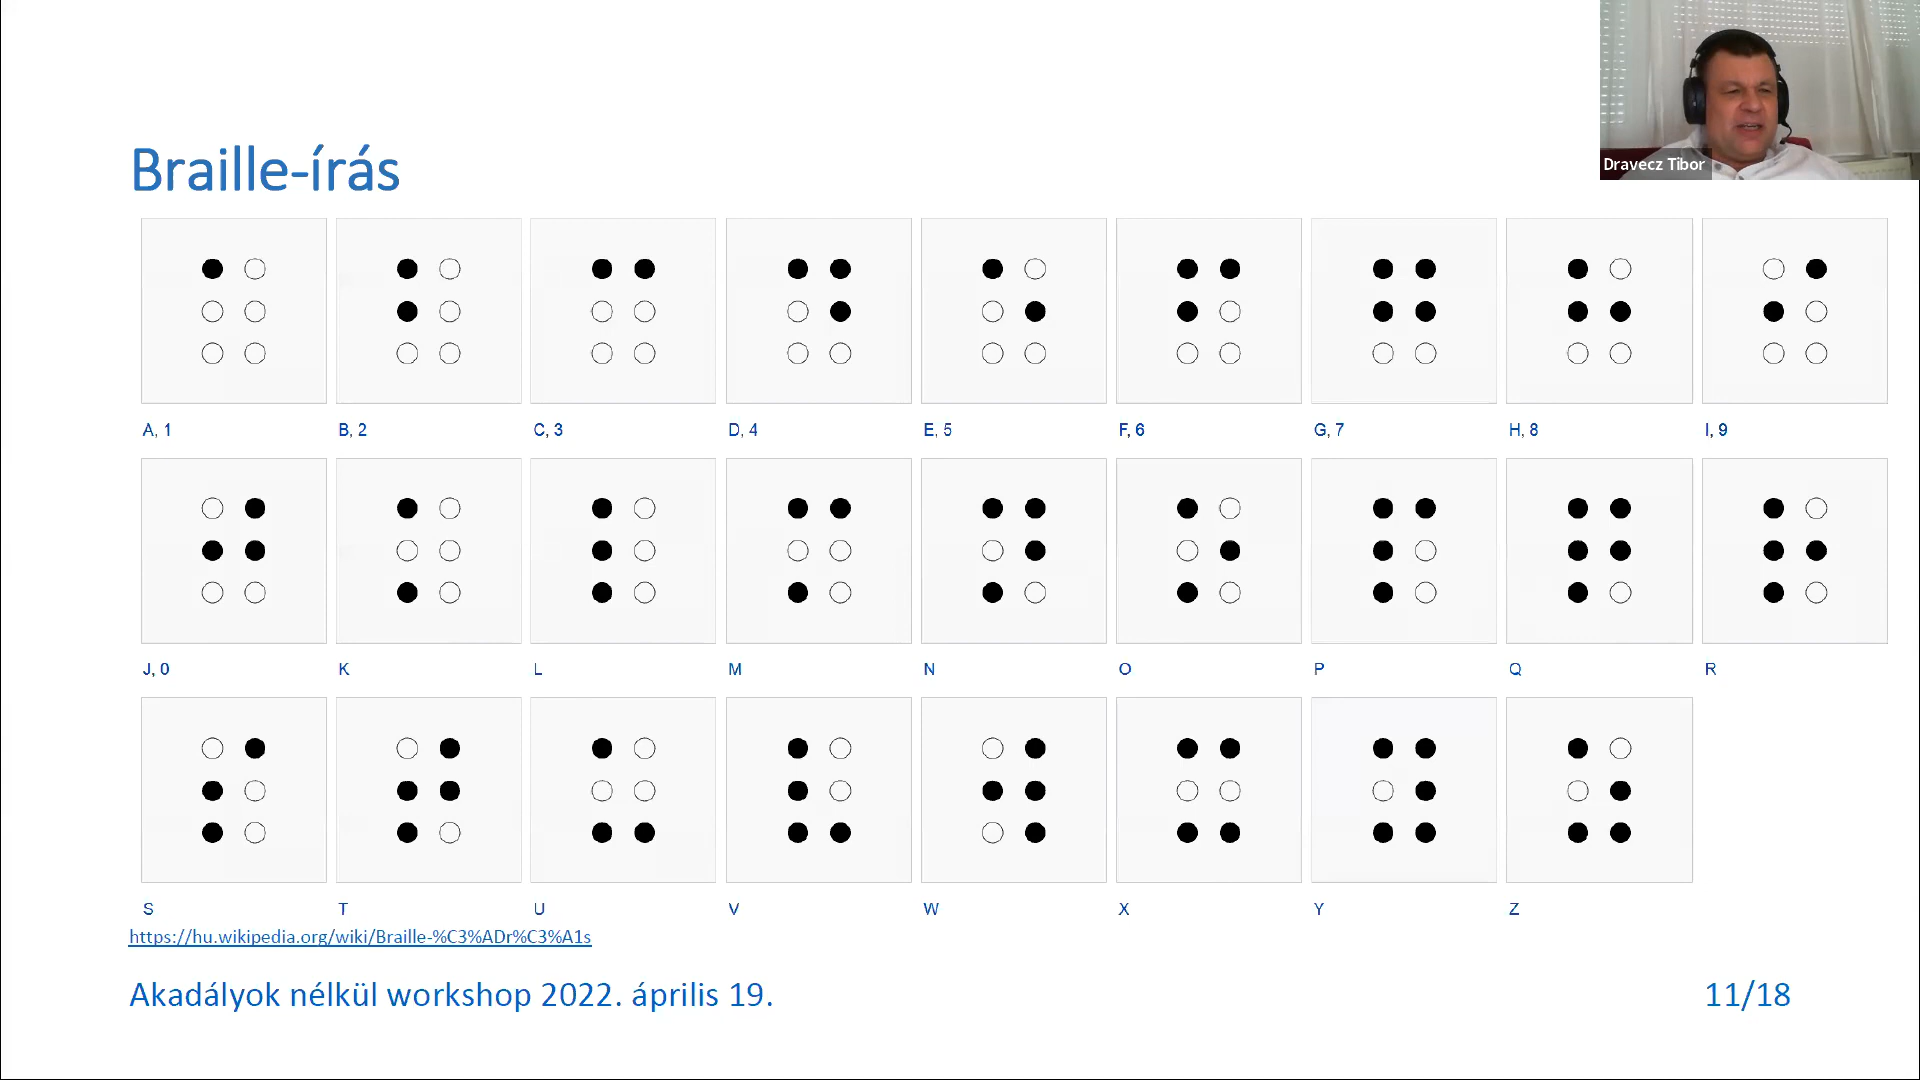 Dravecz Tibor
Braille-írás
A, 1
B, 2
C, 3
D, 4
E, 5
F, 6
G, 7
H, 8
I, 9
J, 0
K
L
M
N
O
P
Q
R
S
T
U
V
W
X
Y
Z
https://hu.wikipedia.org/wiki/Braille-%C3%ADr%C3%A1s
Akadályok nélkül workshop 2022. április 19.
11/18